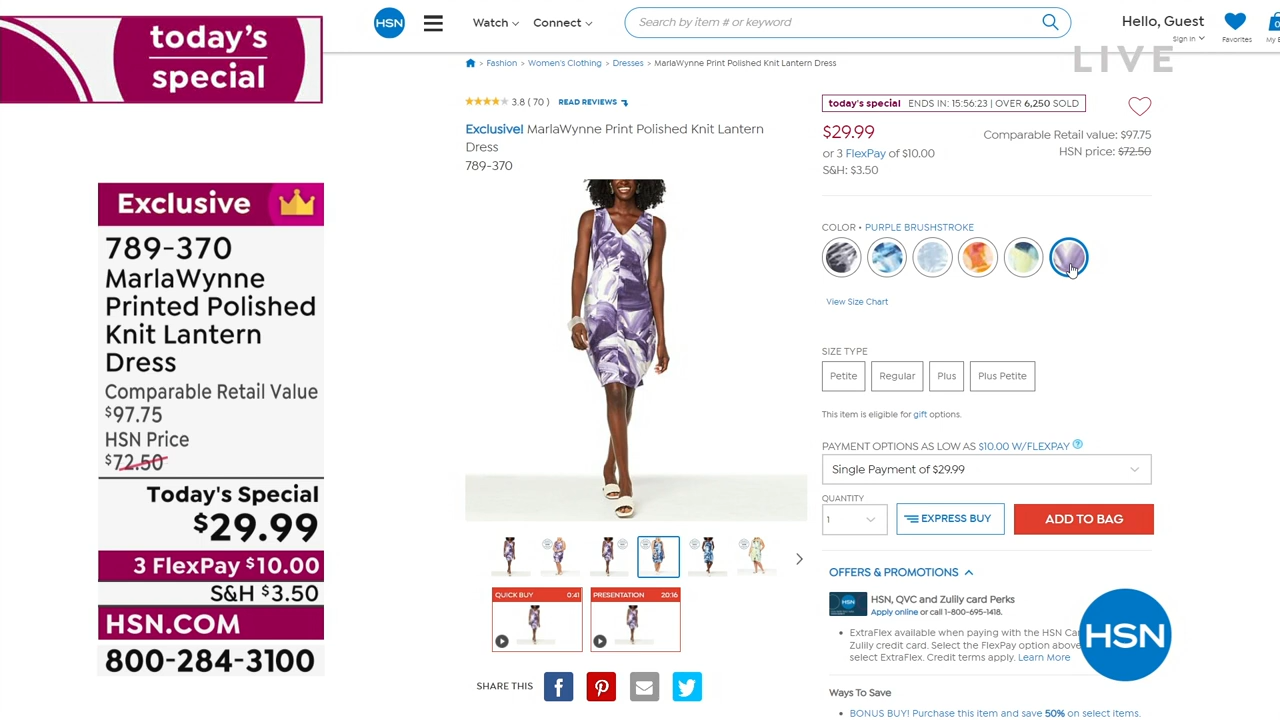 today's
special
Exclusive
789-370
MarlaWynne
Printed Polished
Knit Lantern
Dress
Comparable Retail Value
$97.75
HSN Price
$72.50
Today's Special
$29.99
3 FlexPay $10.00
S&H $3.50
HSN.COM
800-284-3100
HSN
Watch
Connect
Search by item # or keyword
Hello, Guest
Sign In
Favorites
LIVE
> Fashion > Women's Clothing > Dresses > MarlaWynne Print Polished Knit Lantern Dress
3.8 ( 70 ) READ REVIEWS
Exclusive! MarlaWynne Print Polished Knit Lantern
Dress
789-370
today's special ENDS IN: 15:56:23 | OVER 6,250 SOLD
$29.99
or 3 FlexPay of $10.00
S&H: $3.50
Comparable Retail value: $97.75
HSN price: $72.50
COLOR • PURPLE BRUSHSTROKE
View Size Chart
SIZE TYPE
Petite
Regular
Plus
Plus Petite
This item is eligible for gift options.
PAYMENT OPTIONS AS LOW AS $10.00 W/FLEXPAY ?
Single Payment of $29.99
QUANTITY
1
EXPRESS BUY
ADD TO BAG
QUICK BUY 0:41
PRESENTATION 20:16
SHARE THIS
OFFERS & PROMOTIONS
HSN, QVC and Zulily card Perks
Apply online or call 1-800-695-1418.
• ExtraFlex available when paying with the HSN
Zulily credit card. Select the FlexPay option above
select ExtraFlex. Credit terms apply. Learn More
HSN
Ways To Save
• BONUS BUY! Purchase this item and save 50% on select items.